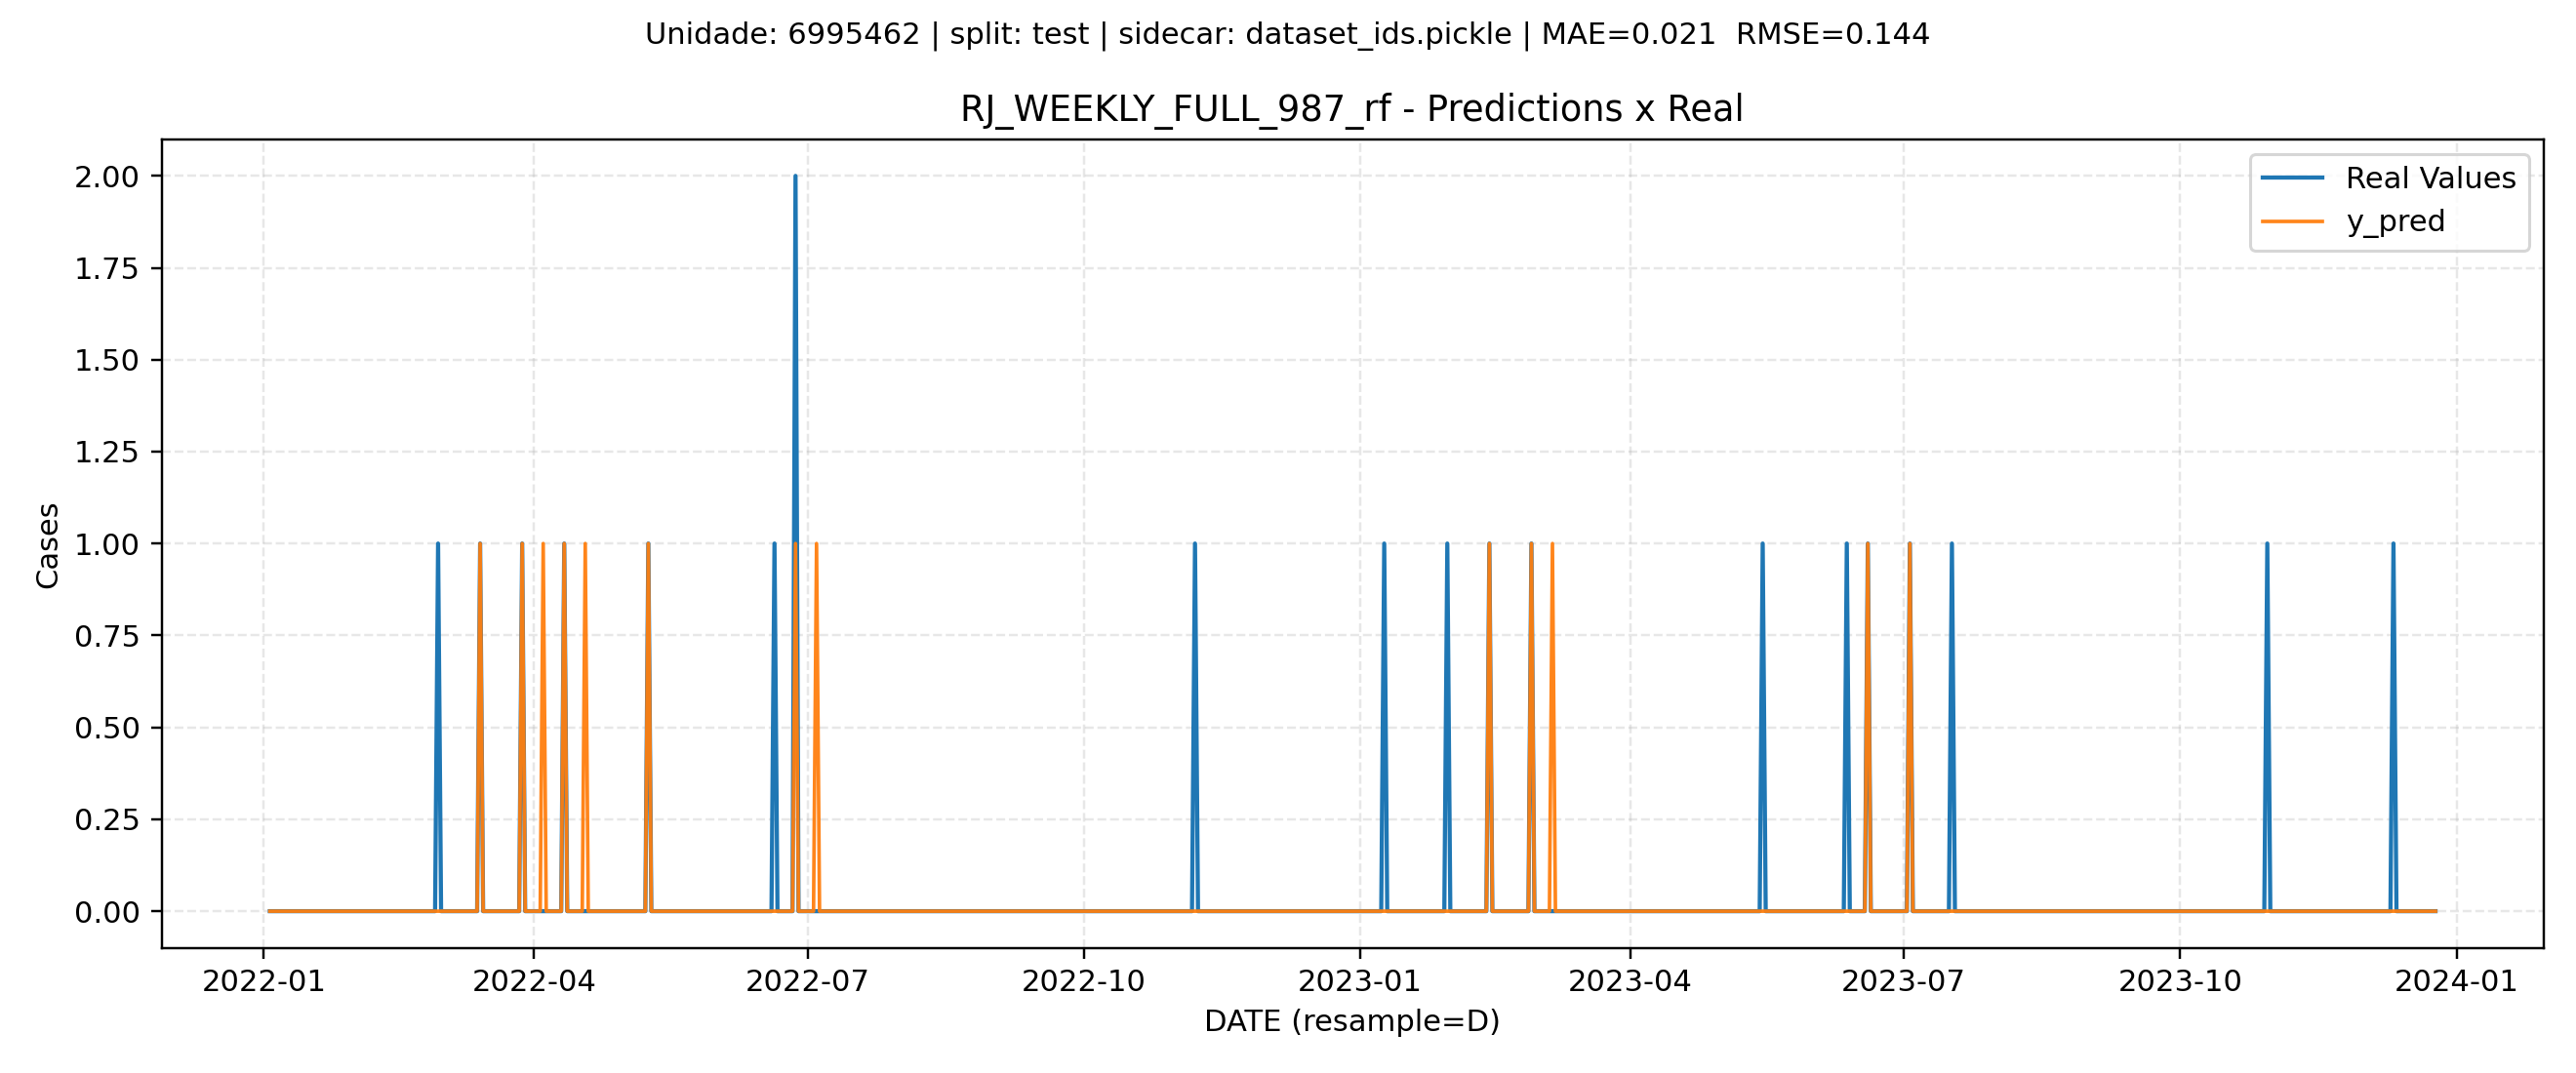 Unidade: 6995462 | split: test | sidecar: dataset_ids.pickle | MAE=0.021  RMSE=0.144
RJ_WEEKLY_FULL_987_rf - Predictions x Real
Real Values
y_pred
2.00
1.75
1.50
1.25
1.00
0.75
0.50
0.25
0.00
Cases
2022-01 2022-04 2022-07 2022-10 2023-01 2023-04 2023-07 2023-10 2024-01
DATE (resample=D)